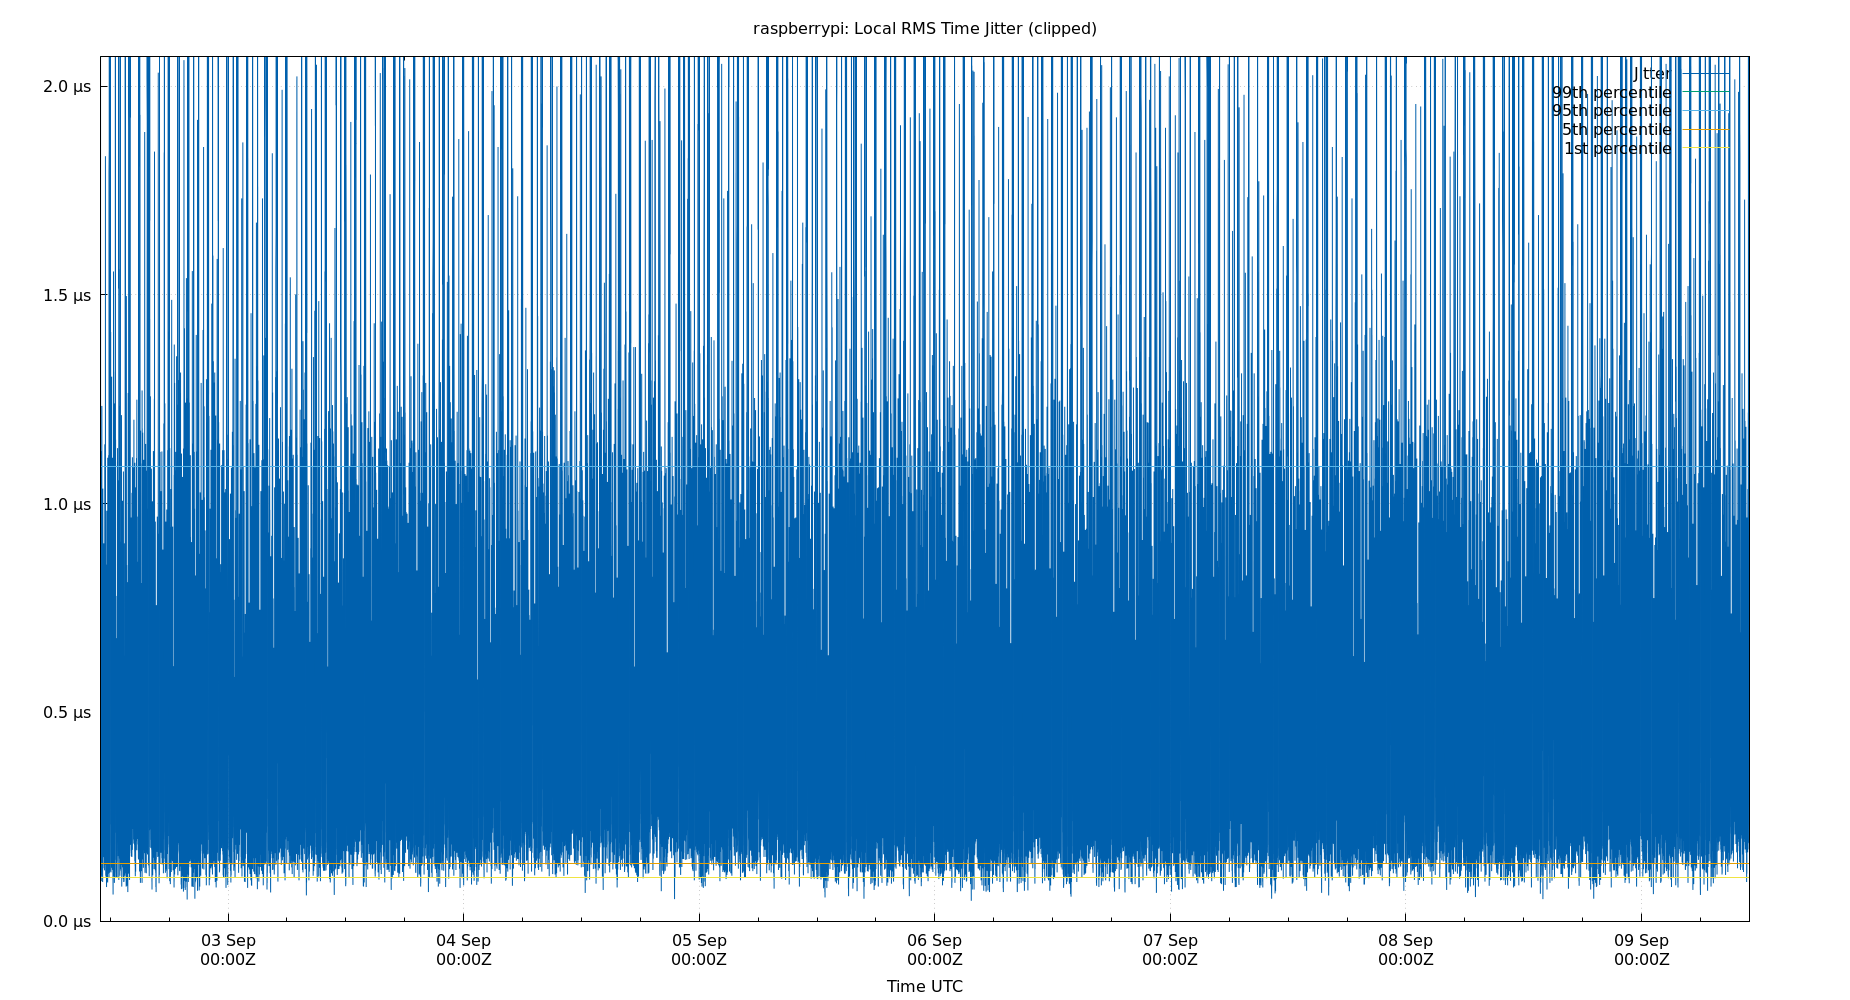 raspberrypi: Local RMS Time Jitter (clipped)
2.0 µs
1.5 µs
1.0 µs
0.5 µs
0.0 µs
Jitter
99th percentile
95th percentile
5th percentile
1st percentile
03 Sep 04 Sep 05 Sep 06 Sep 07 Sep 08 Sep 09 Sep
00:00Z 00:00Z 00:00Z 00:00Z 00:00Z 00:00Z 00:00Z
Time UTC